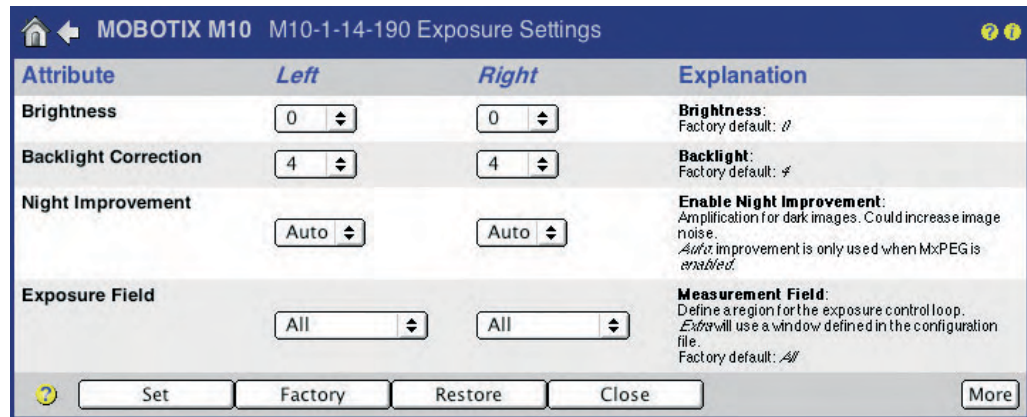 MOBOTIX M10 M10-1-14-190 Exposure Settings
Attribute Left Right Explanation
Brightness 0 0 Brightness:
Factory default: 0
Backlight Correction 4 4 Backlight:
Factory default: 4
Night Improvement Auto Auto Enable Night Improvement:
Amplification for dark images. Could increase image
noise.
Auto improvement is only used when MxPEG is
enabled.
Exposure Field All All Measurement Field:
Define a region for the exposure control loop.
Extra will use a window defined in the configuration
file.
Factory default: All
? Set Factory Restore Close More